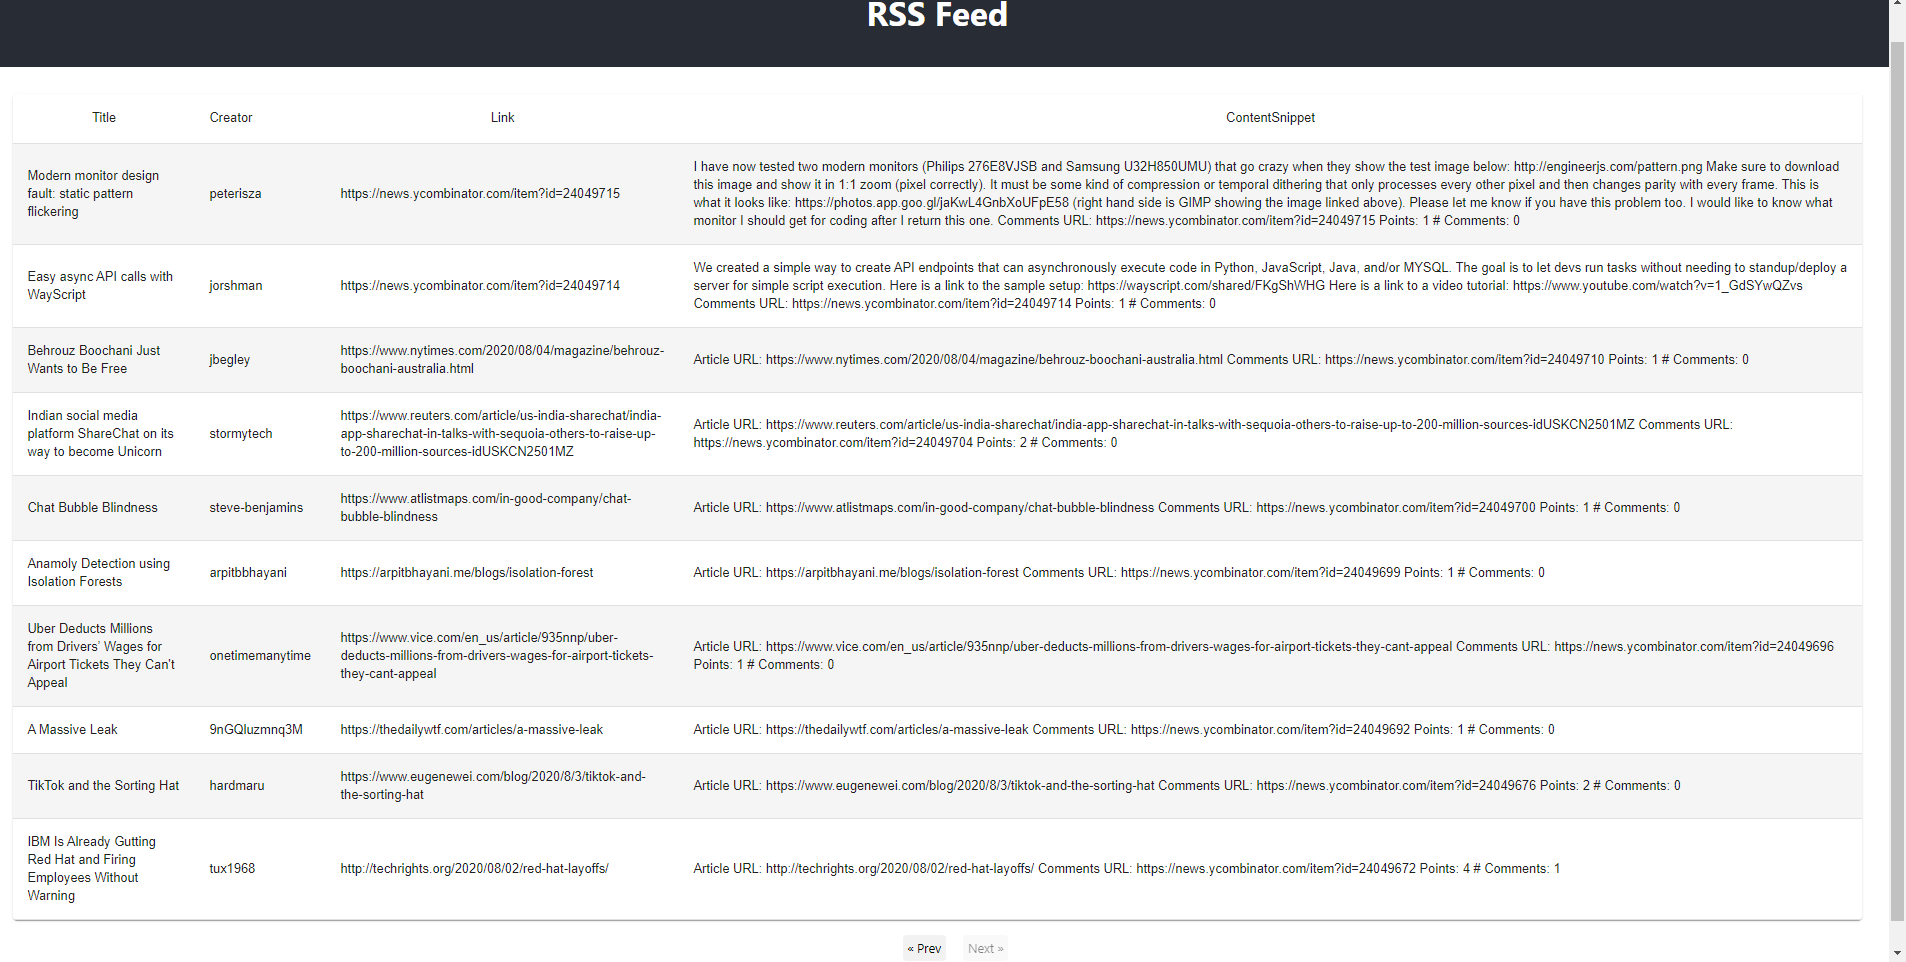 RSS Feed
Title Creator Link ContentSnippet
Modern monitor design
fault: static pattern
flickering
peterisza
https://news.ycombinator.com/item?id=24049715
I have now tested two modern monitors (Philips 276E8VJSB and Samsung U32H850UMU) that go crazy when they show the test image below: http://engineerjs.com/pattern.png Make sure to download
this image and show it in 1:1 zoom (pixel correctly). It must be some kind of compression or temporal dithering that only processes every other pixel and then changes parity with every frame. This is
what it looks like: https://photos.app.goo.gl/jaKwL4GnbXoUFpE58 (right hand side is GIMP showing the image linked above). Please let me know if you have this problem too. I would like to know what
monitor I should get for coding after I return this one. Comments URL: https://news.ycombinator.com/item?id=24049715 Points: 1 # Comments: 0
Easy async API calls with
WayScript
jorshman
https://news.ycombinator.com/item?id=24049714
We created a simple way to create API endpoints that can asynchronously execute code in Python, JavaScript, Java, and/or MYSQL. The goal is to let devs run tasks without needing to standup/deploy a
server for simple script execution. Here is a link to the sample setup: https://wayscript.com/shared/FKgShWHG Here is a link to a video tutorial: https://www.youtube.com/watch?v=1_GdSYwQZvs
Comments URL: https://news.ycombinator.com/item?id=24049714 Points: 1 # Comments: 0
Behrouz Boochani Just
Wants to Be Free
jbegley
https://www.nytimes.com/2020/08/04/magazine/behrouz-
boochani-australia.html
Article URL: https://www.nytimes.com/2020/08/04/magazine/behrouz-boochani-australia.html Comments URL: https://news.ycombinator.com/item?id=24049710 Points: 1 # Comments: 0
Indian social media
platform ShareChat on its
way to become Unicorn
stormytech
https://www.reuters.com/article/us-india-sharechat/india-
app-sharechat-in-talks-with-sequoia-others-to-raise-up-
to-200-million-sources-idUSKCN2501MZ
Article URL: https://www.reuters.com/article/us-india-sharechat/india-app-sharechat-in-talks-with-sequoia-others-to-raise-up-to-200-million-sources-idUSKCN2501MZ Comments URL:
https://news.ycombinator.com/item?id=24049704 Points: 2 # Comments: 0
Chat Bubble Blindness
steve-benjamins
https://www.atlistmaps.com/in-good-company/chat-
bubble-blindness
Article URL: https://www.atlistmaps.com/in-good-company/chat-bubble-blindness Comments URL: https://news.ycombinator.com/item?id=24049700 Points: 1 # Comments: 0
Anamoly Detection using
Isolation Forests
arpitbbhayani
https://arpitbhayani.me/blogs/isolation-forest
Article URL: https://arpitbhayani.me/blogs/isolation-forest Comments URL: https://news.ycombinator.com/item?id=24049699 Points: 1 # Comments: 0
Uber Deducts Millions
from Drivers’ Wages for
Airport Tickets They Can't
Appeal
onetimemanytime
https://www.vice.com/en_us/article/935nnp/uber-
deducts-millions-from-drivers-wages-for-airport-tickets-
they-cant-appeal
Article URL: https://www.vice.com/en_us/article/935nnp/uber-deducts-millions-from-drivers-wages-for-airport-tickets-they-cant-appeal Comments URL: https://news.ycombinator.com/item?id=24049696
Points: 1 # Comments: 0
A Massive Leak
9nGQluzmnq3M
https://thedailywtf.com/articles/a-massive-leak
Article URL: https://thedailywtf.com/articles/a-massive-leak Comments URL: https://news.ycombinator.com/item?id=24049692 Points: 1 # Comments: 0
TikTok and the Sorting Hat
hardmaru
https://www.eugenewei.com/blog/2020/8/3/tiktok-and-
the-sorting-hat
Article URL: https://www.eugenewei.com/blog/2020/8/3/tiktok-and-the-sorting-hat Comments URL: https://news.ycombinator.com/item?id=24049676 Points: 2 # Comments: 0
IBM Is Already Gutting
Red Hat and Firing
Employees Without
Warning
tux1968
http://techrights.org/2020/08/02/red-hat-layoffs/
Article URL: http://techrights.org/2020/08/02/red-hat-layoffs/ Comments URL: https://news.ycombinator.com/item?id=24049672 Points: 4 # Comments: 1
« Prev Next »